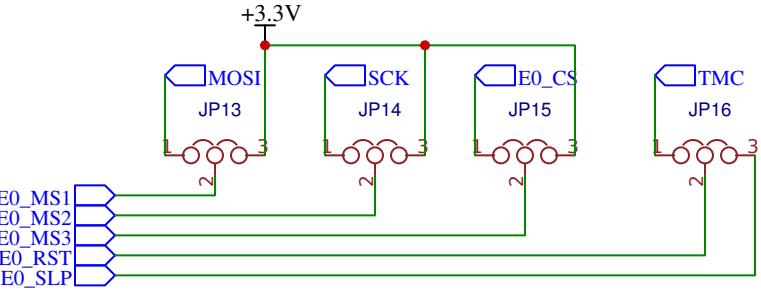 +3.3V
MOSI SCK E0_CS TMC
JP13 JP14 JP15 JP16
1 3 1 3 1 3 1 3
2 2 2 2
E0_MS1
E0_MS2
E0_MS3
E0_RST
E0_SLP